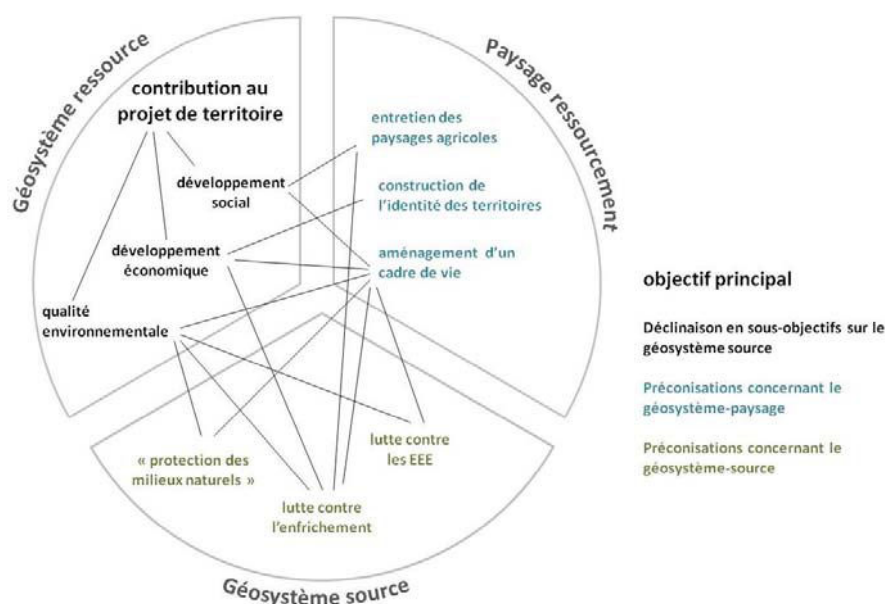 Géosystème ressource
Paysage ressourcement
contribution au
projet de territoire
développement
social
développement
économique
qualité
environnementale
entretien des
paysages agricoles
construction de
l'identité des territoires
aménagement d'un
cadre de vie
« protection des
milieux naturels »
lutte contre
l'enfrichement
lutte contre
les EEE
Géosystème source
objectif principal
Déclinaison en sous-objectifs sur le
géosystème source
Préconisations concernant le
géosystème-paysage
Préconisations concernant le
géosystème-source